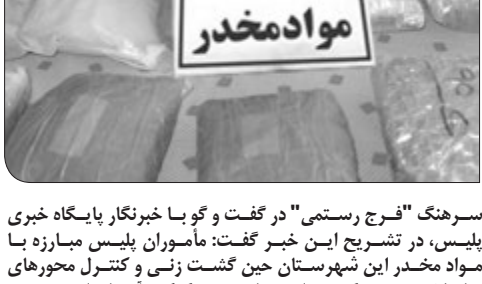 موادمخدر
سرهنگ "فرج رستمی" در گفت و گو با خبرنگار پایگاه خبری
پلیس، در تشریح این خبر گفت: مأموران پلیس مبارزه با
مواد مخدر این شهرستان حین گشت زنی و کنترل محورهای